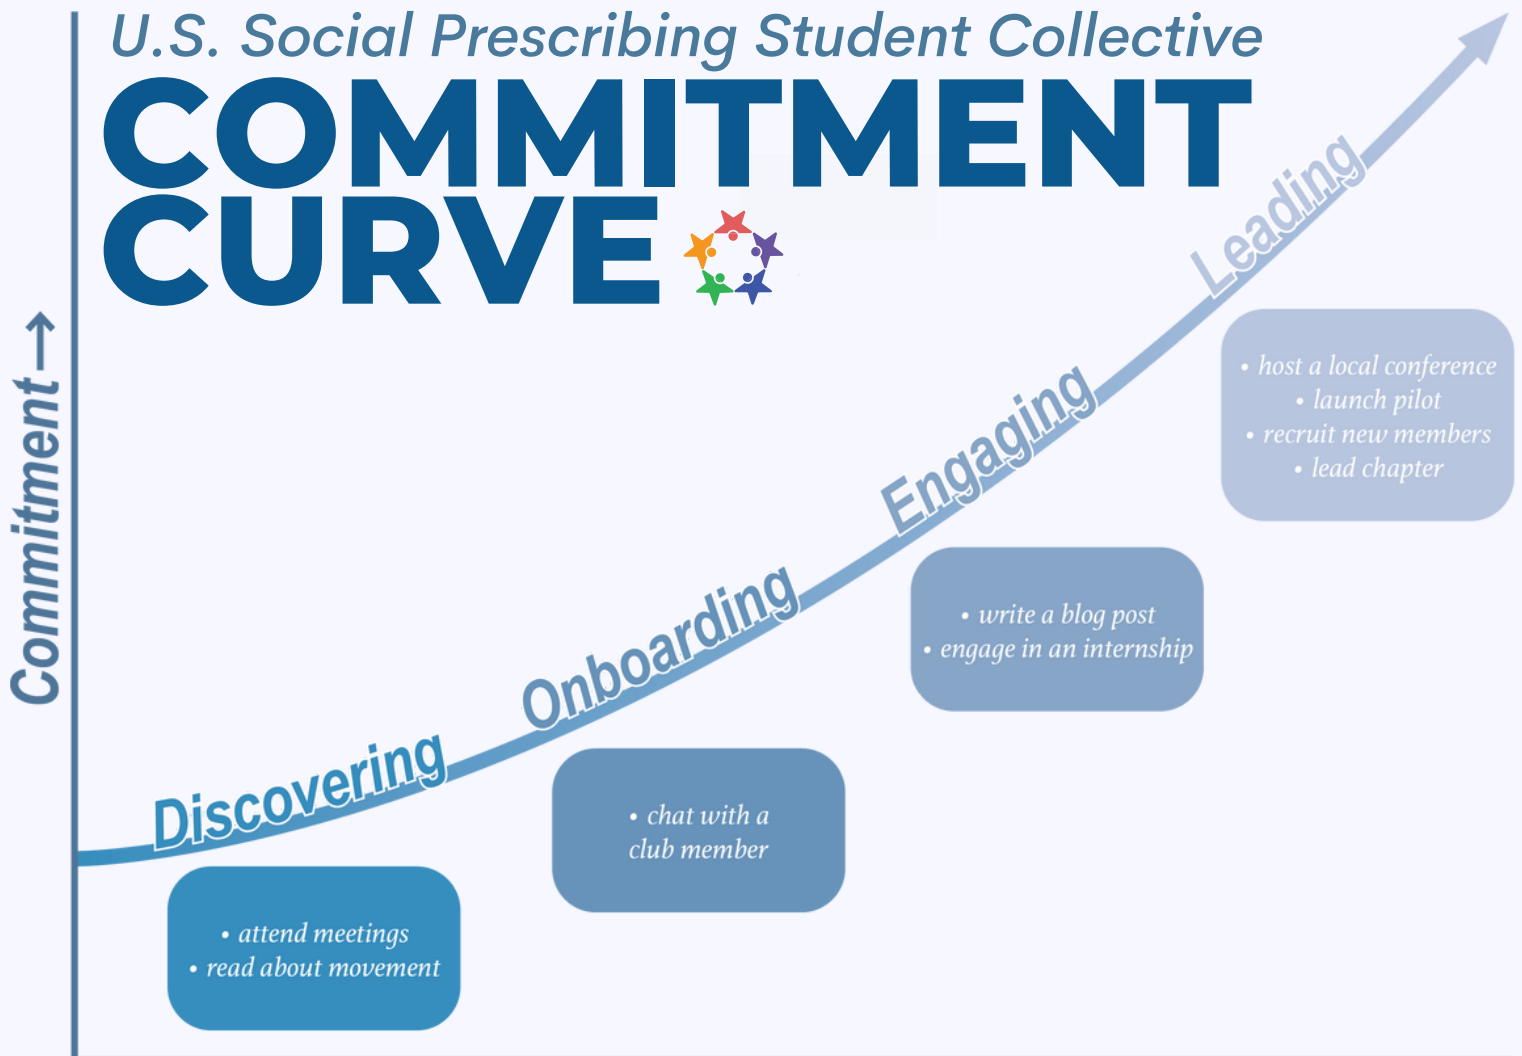 U.S. Social Prescribing Student Collective
COMMITMENT
CURVE
Commitment →
Discovering
• attend meetings
• read about movement
Onboarding
• chat with a
club member
Engaging
• write a blog post
• engage in an internship
Leading
• host a local conference
• launch pilot
• recruit new members
• lead chapter